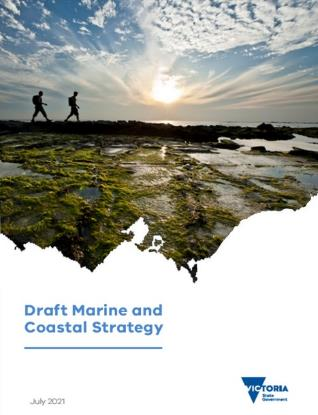 Draft Marine and
Coastal Strategy
July 2021
VICTORIA
State
Government